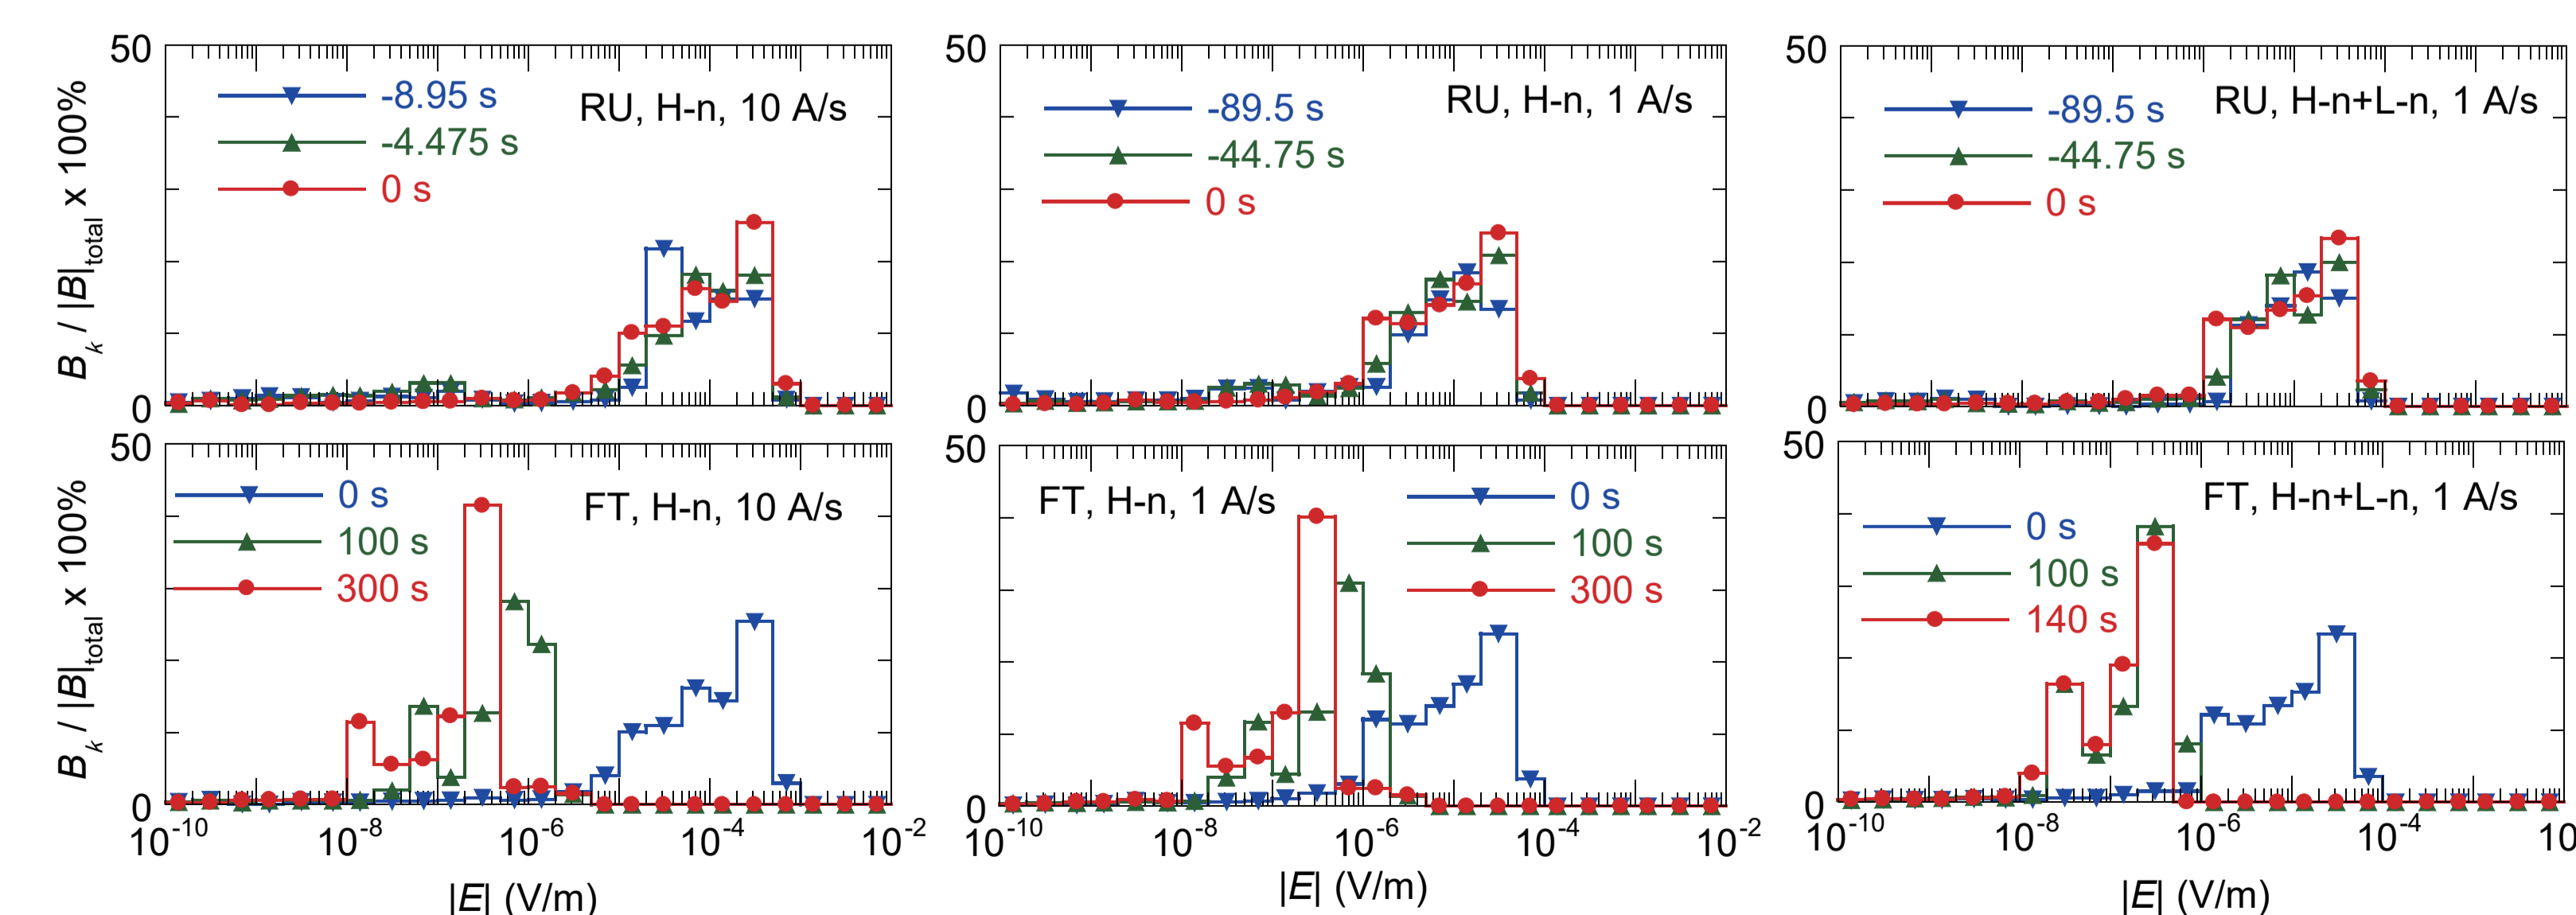 50
-8.95 s
-4.475 s
0 s
RU, H-n, 10 A/s
0
B_k / |B|_total x 100%
50
-89.5 s
-44.75 s
0 s
RU, H-n, 1 A/s
0
50
-89.5 s
-44.75 s
0 s
RU, H-n+L-n, 1 A/s
0
50
0 s
100 s
300 s
FT, H-n, 10 A/s
0
B_k / |B|_total x 100%
10^-10 10^-8 10^-6 10^-4 10^-2
|E| (V/m)
50
FT, H-n, 1 A/s
0 s
100 s
300 s
0
10^-10 10^-8 10^-6 10^-4 10^-2
|E| (V/m)
50
0 s
100 s
140 s
FT, H-n+L-n, 1 A/s
0
10^-10 10^-8 10^-6 10^-4 10
|E| (V/m)